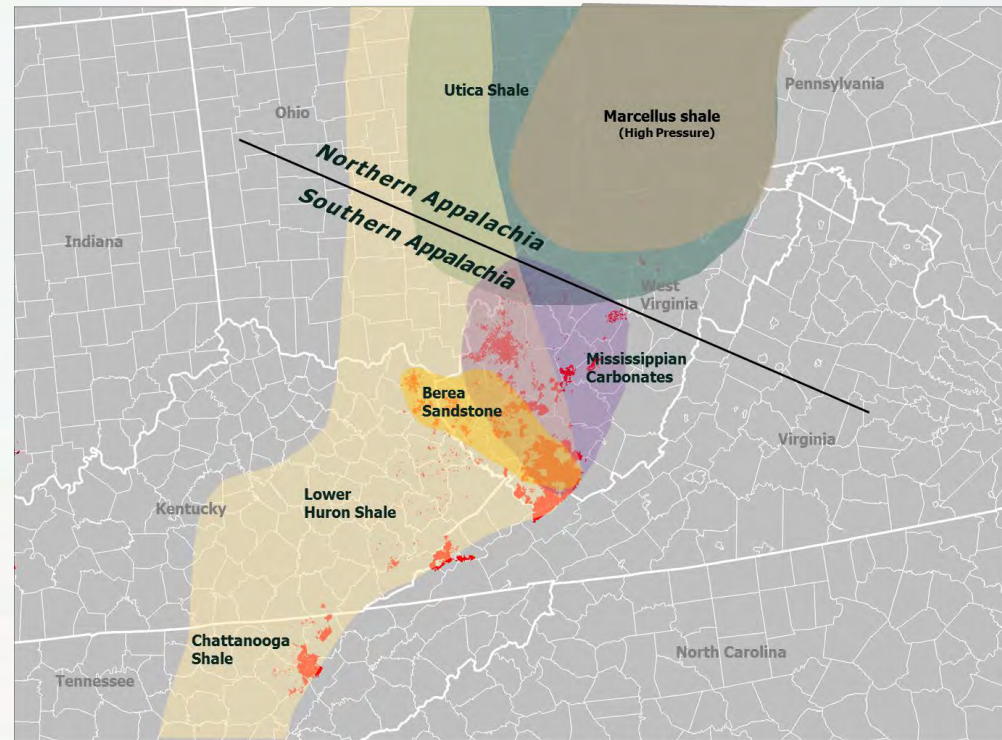 Utica Shale
Pennsylvania
Ohio
Marcellus shale
(High Pressure)
Northern Appalachia
Southern Appalachia
Indiana
West
Virginia
Mississippian
Carbonates
Berea
Sandstone
Virginia
Lower
Huron Shale
Kentucky
Chattanooga
Shale
North Carolina
Tennessee